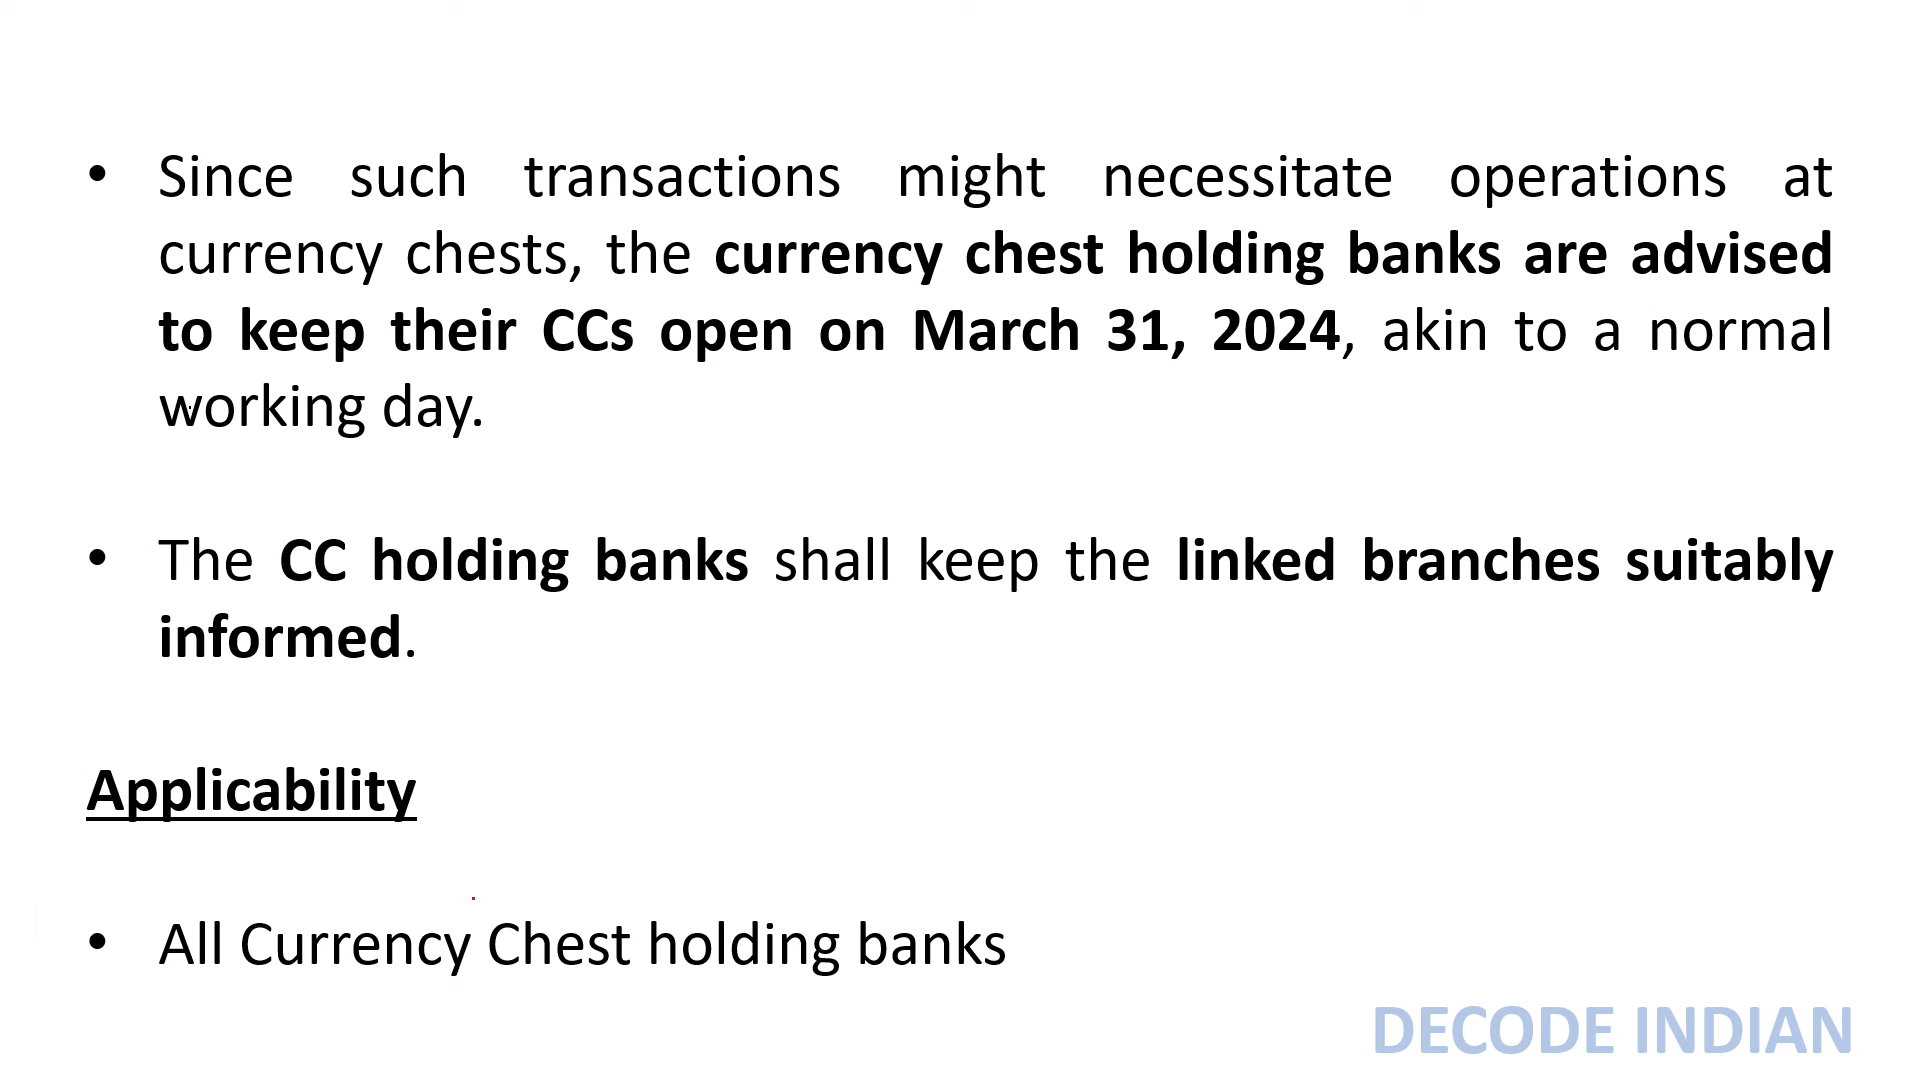 • Since such transactions might necessitate operations at
currency chests, the currency chest holding banks are advised
to keep their CCs open on March 31, 2024, akin to a normal
working day.
• The CC holding banks shall keep the linked branches suitably
informed.
Applicability
• All Currency Chest holding banks
DECODE INDIAN